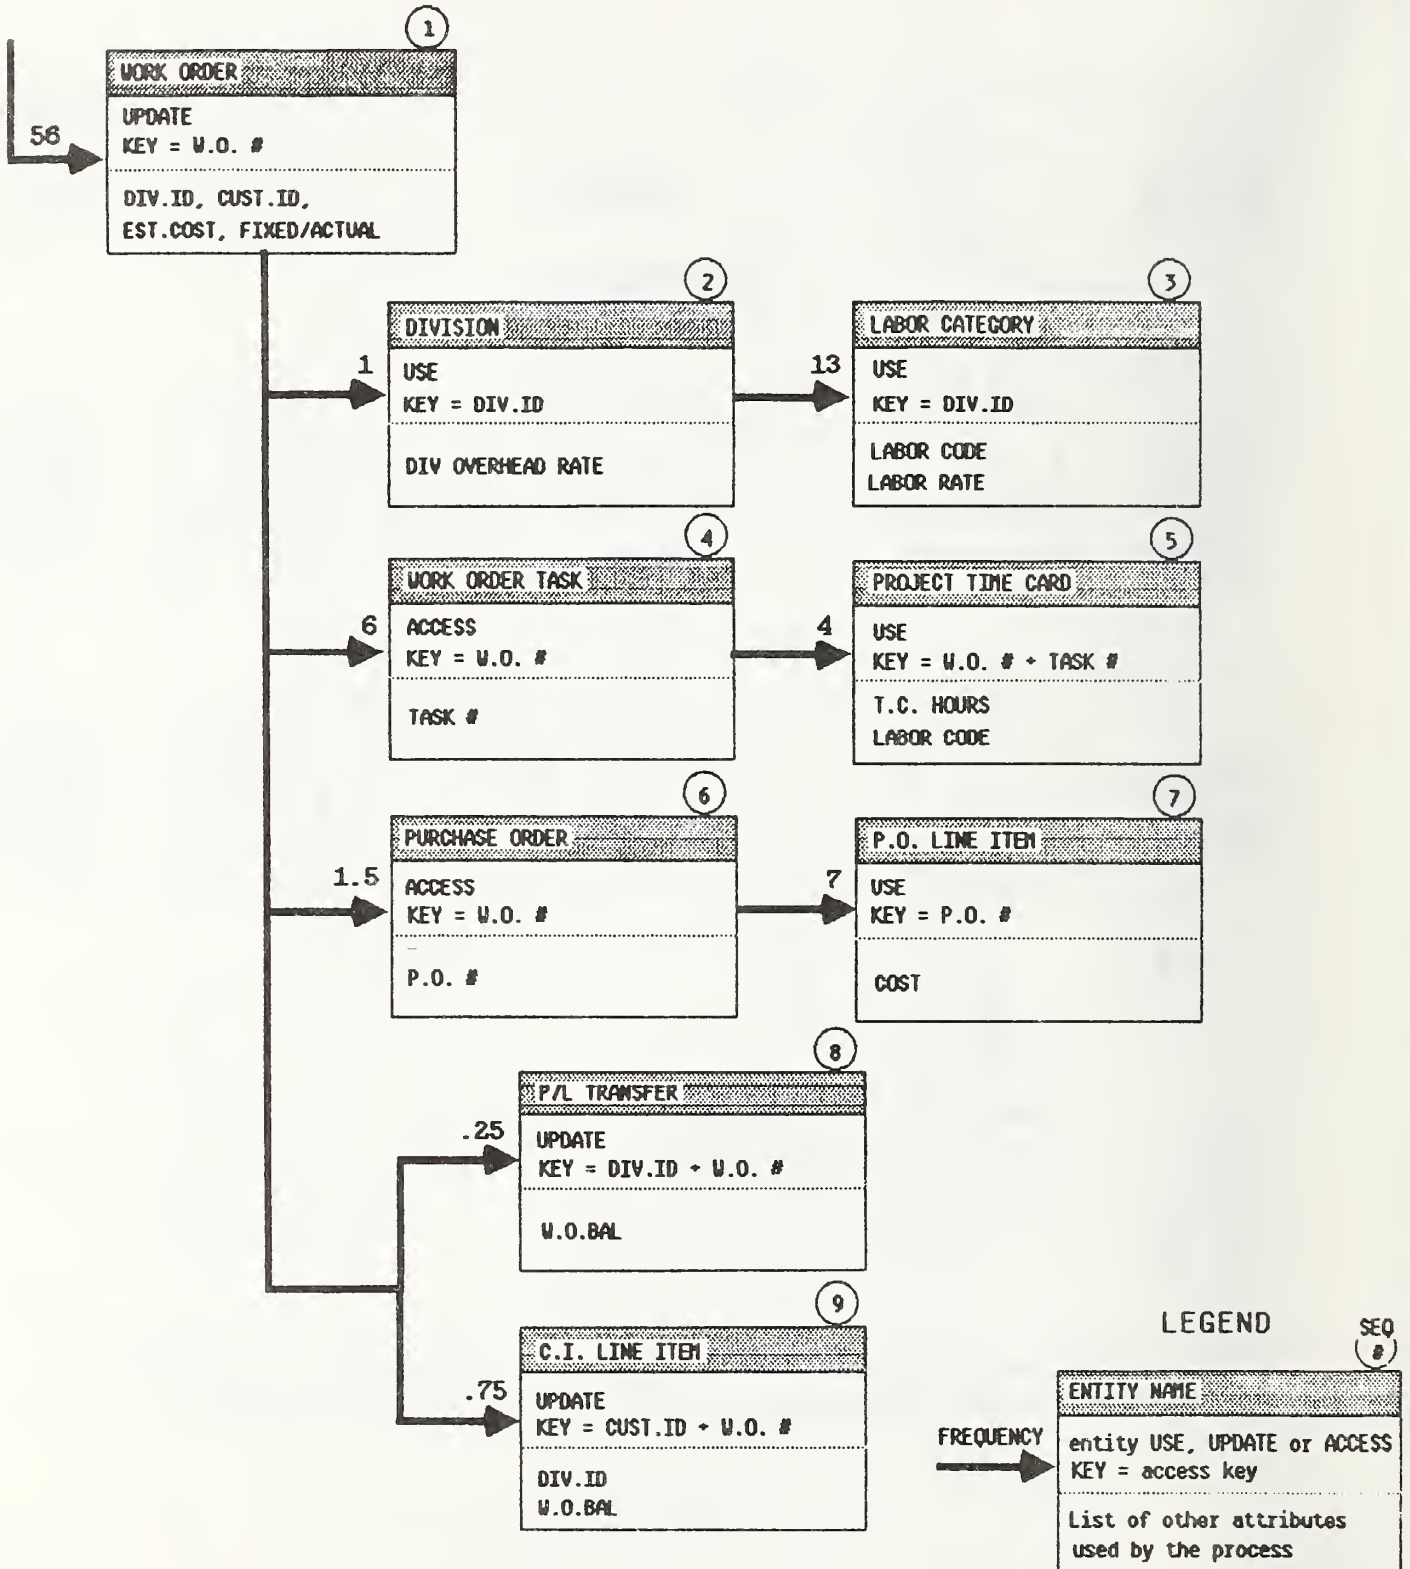 1
WORK ORDER
UPDATE
KEY = W.O. #
DIV.ID, CUST.ID,
EST.COST, FIXED/ACTUAL
56
2
DIVISION
1
USE
KEY = DIV.ID
DIV OVERHEAD RATE
3
LABOR CATEGORY
13
USE
KEY = DIV.ID
LABOR CODE
LABOR RATE
4
WORK ORDER TASK
6
ACCESS
KEY = W.O. #
TASK #
5
PROJECT TIME CARD
4
USE
KEY = W.O. # + TASK #
T.C. HOURS
LABOR CODE
6
PURCHASE ORDER
1.5
ACCESS
KEY = W.O. #
P.O. #
7
P.O. LINE ITEM
7
USE
KEY = P.O. #
COST
8
P/L TRANSFER
.25
UPDATE
KEY = DIV.ID + W.O. #
W.O.BAL
9
C.I. LINE ITEM
.75
UPDATE
KEY = CUST.ID + W.O. #
DIV.ID
W.O.BAL
LEGEND
SEQ
#
ENTITY NAME
FREQUENCY
entity USE, UPDATE or ACCESS
KEY = access key
List of other attributes
used by the process